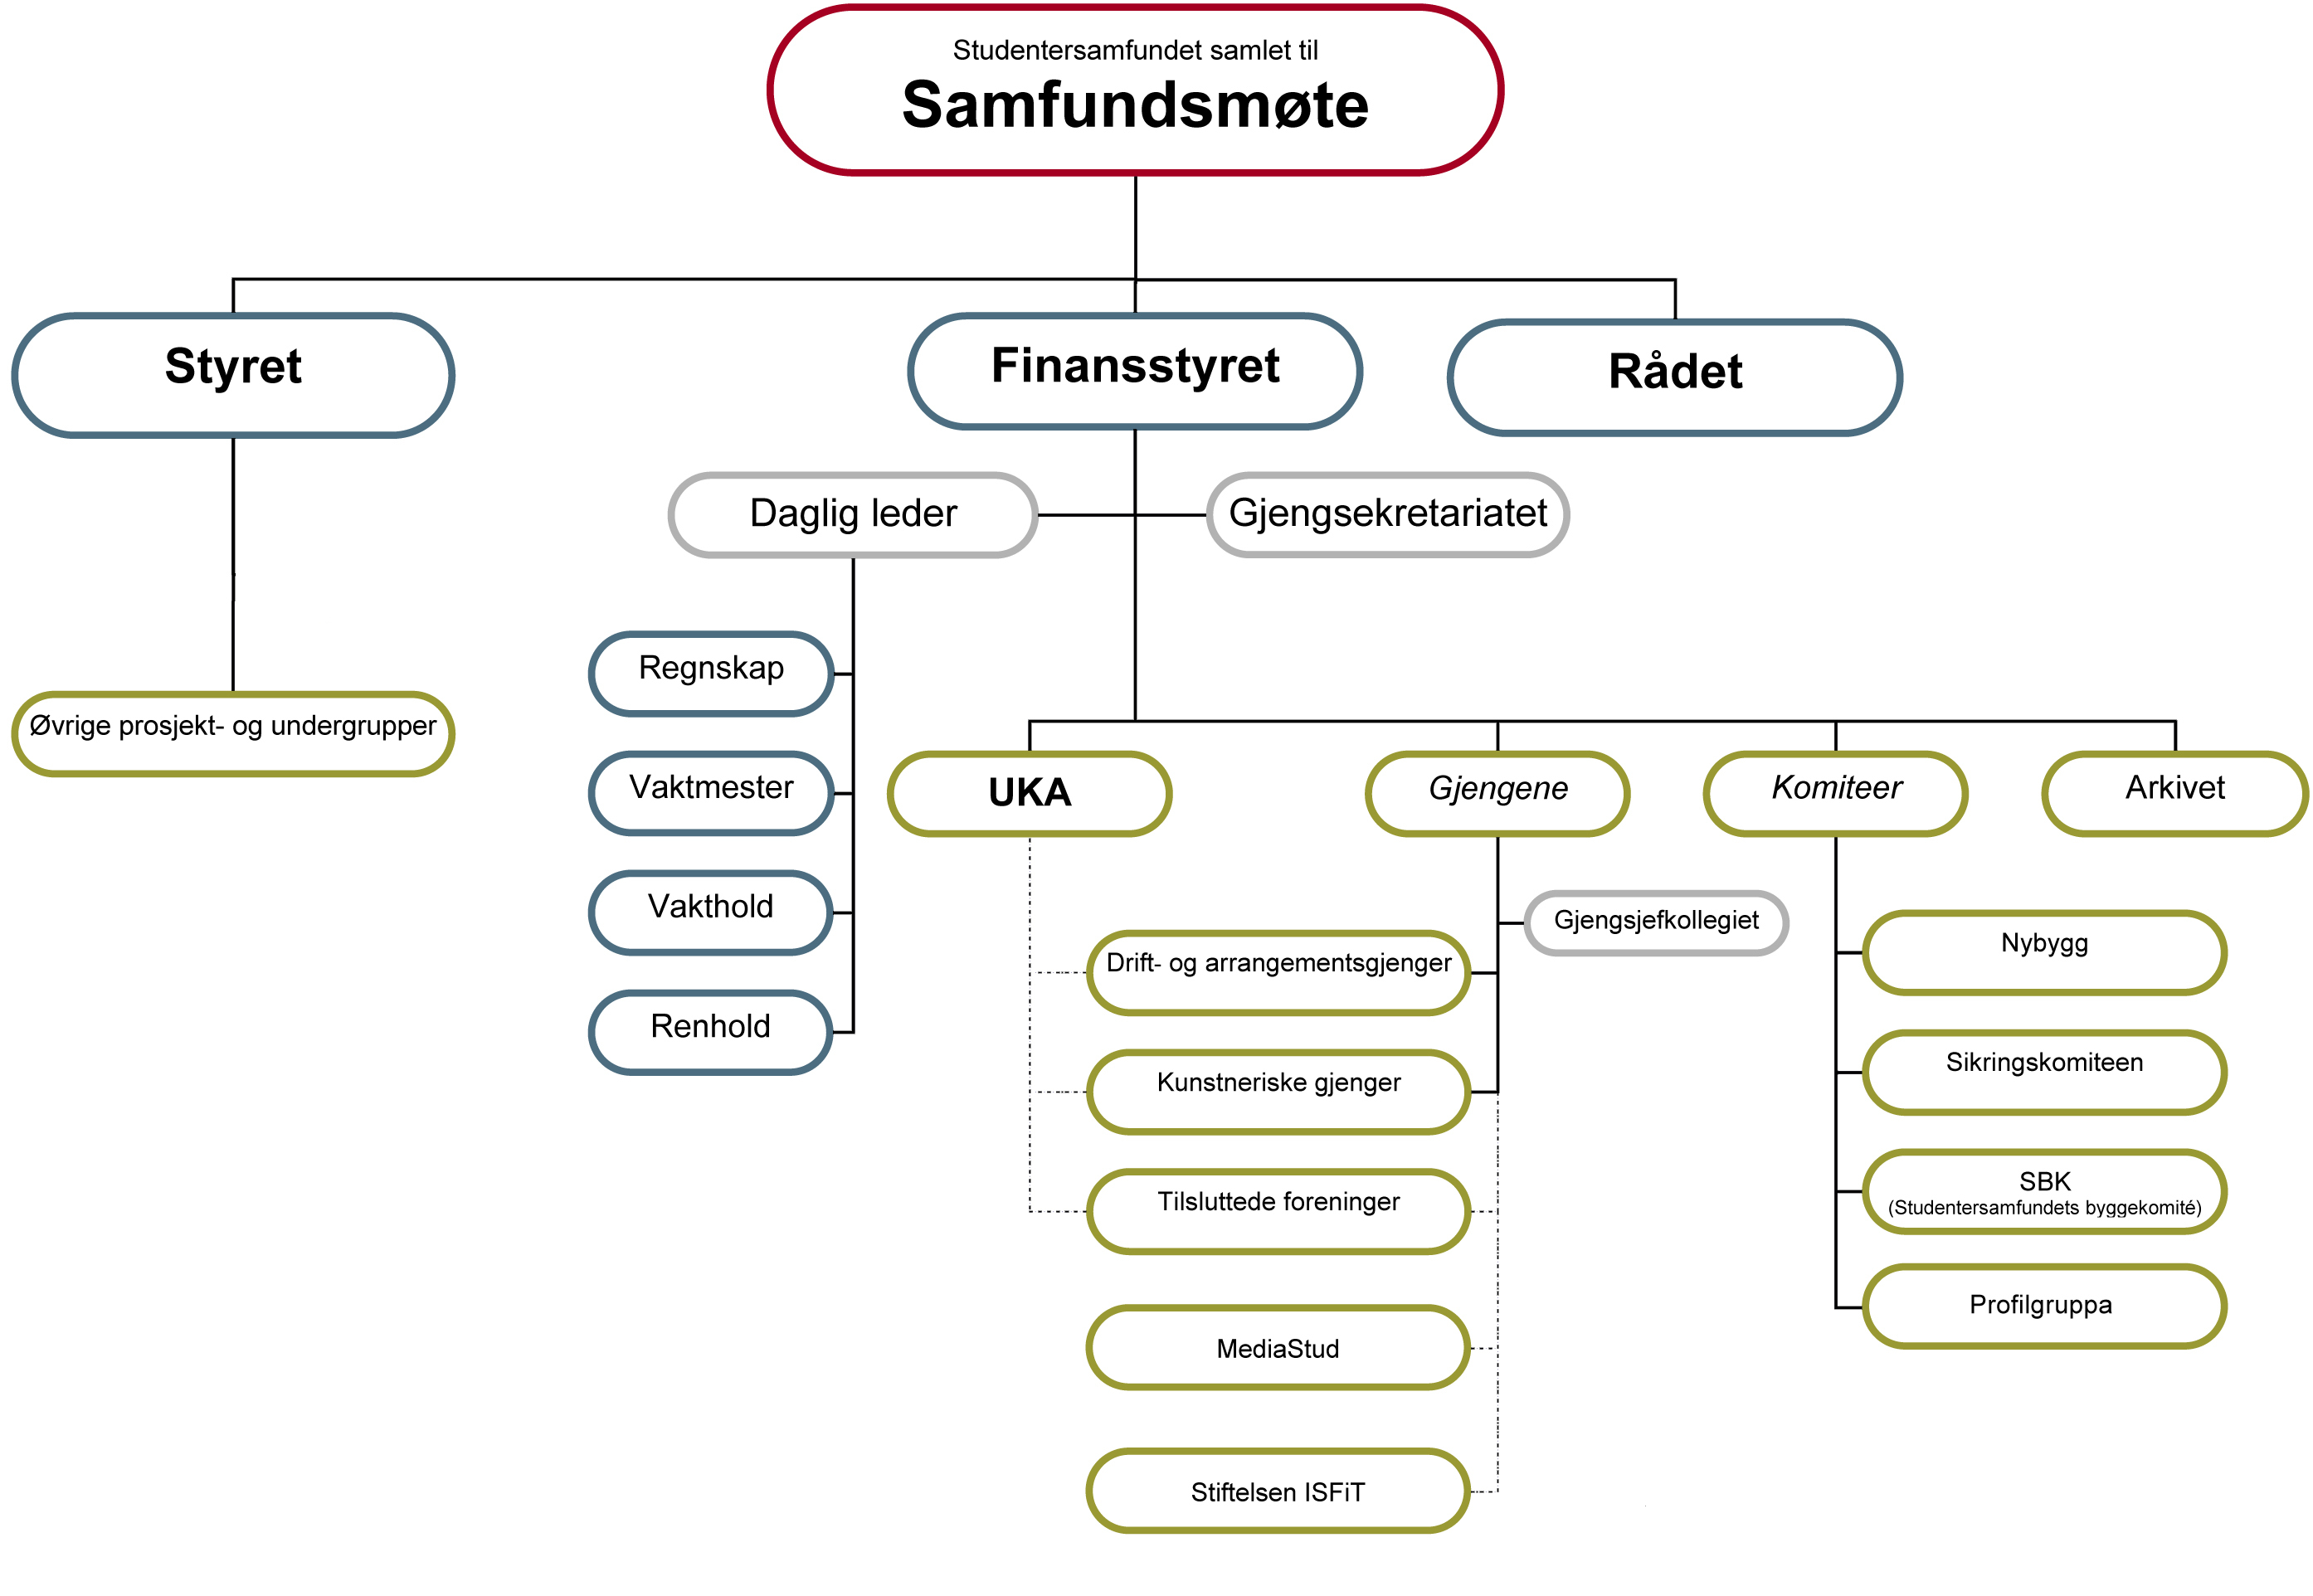 Studentersamfundet samlet til
Samfundsmøte
Styret
Finansstyret
Rådet
Daglig leder
Gjengsekretariatet
Regnskap
Vaktmester
Vakthold
Renhold
Øvrige prosjekt- og undergrupper
UKA
Gjengene
Komiteer
Arkivet
Gjengsjefkollegiet
Drift- og arrangementsgjenger
Kunstneriske gjenger
Tilsluttede foreninger
MediaStud
Stiftelsen ISFiT
Nybygg
Sikringskomiteen
SBK
(Studentersamfundets byggekomité)
Profilgruppa